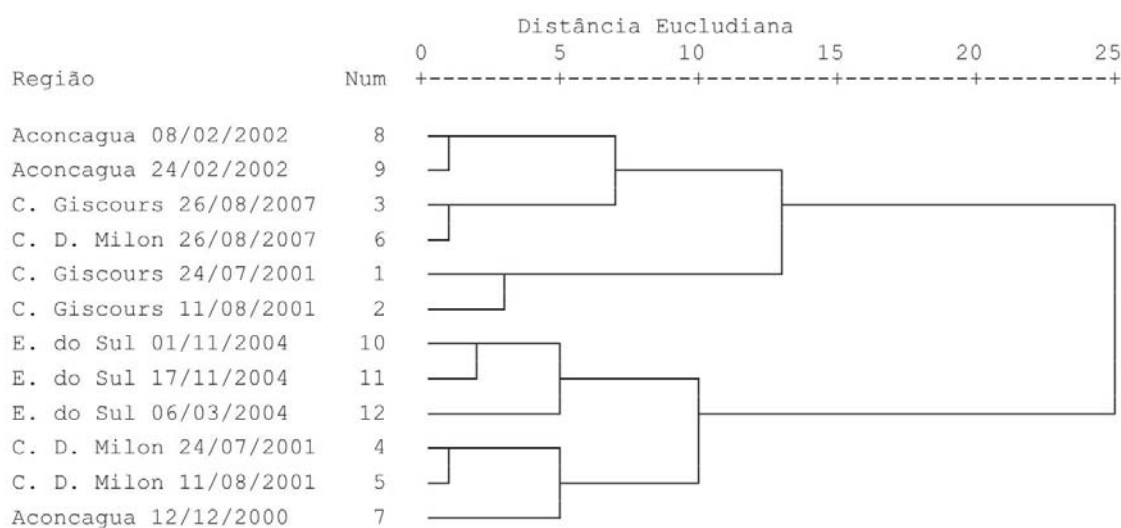 Distância Eucludiana
0 5 10 15 20 25
Região Num +---------+---------+---------+---------+---------+
Aconcagua 08/02/2002 8
Aconcagua 24/02/2002 9
C. Giscours 26/08/2007 3
C. D. Milon 26/08/2007 6
C. Giscours 24/07/2001 1
C. Giscours 11/08/2001 2
E. do Sul 01/11/2004 10
E. do Sul 17/11/2004 11
E. do Sul 06/03/2004 12
C. D. Milon 24/07/2001 4
C. D. Milon 11/08/2001 5
Aconcagua 12/12/2000 7